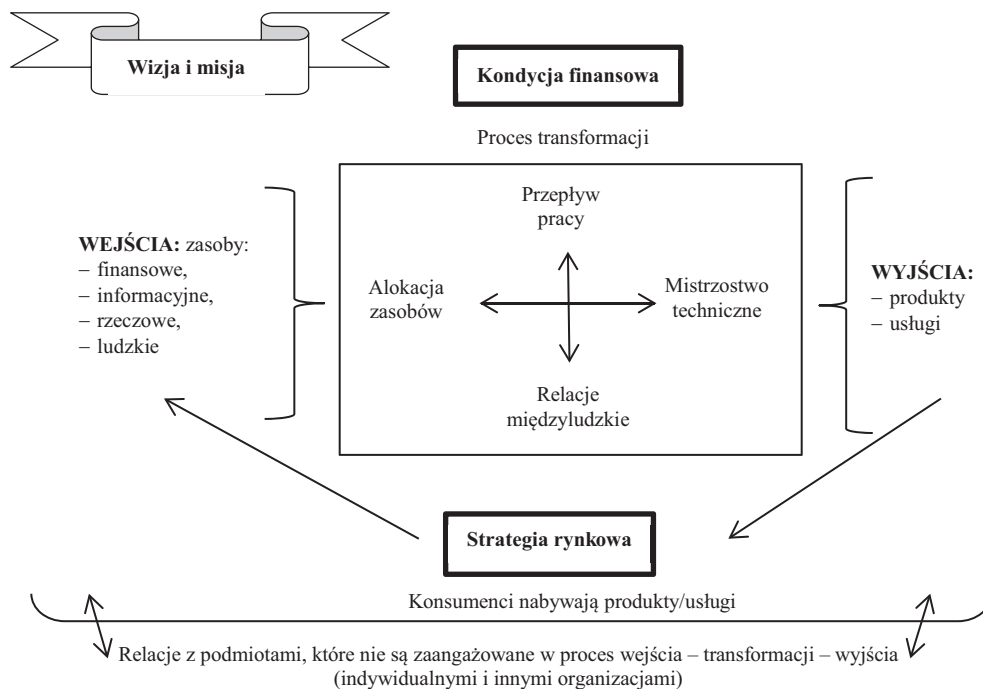 Wizja i misja
Kondycja finansowa
Proces transformacji
WEJŚCIA: zasoby:
– finansowe,
– informacyjne,
– rzeczowe,
– ludzkie
Przepływ
pracy
Alokacja
zasobów
Mistrzostwo
techniczne
Relacje
międzyludzkie
WYJŚCIA:
– produkty
– usługi
Strategia rynkowa
Konsumenci nabywają produkty/usługi
Relacje z podmiotami, które nie są zaangażowane w proces wejścia – transformacji – wyjścia
(indywidualnymi i innymi organizacjami)